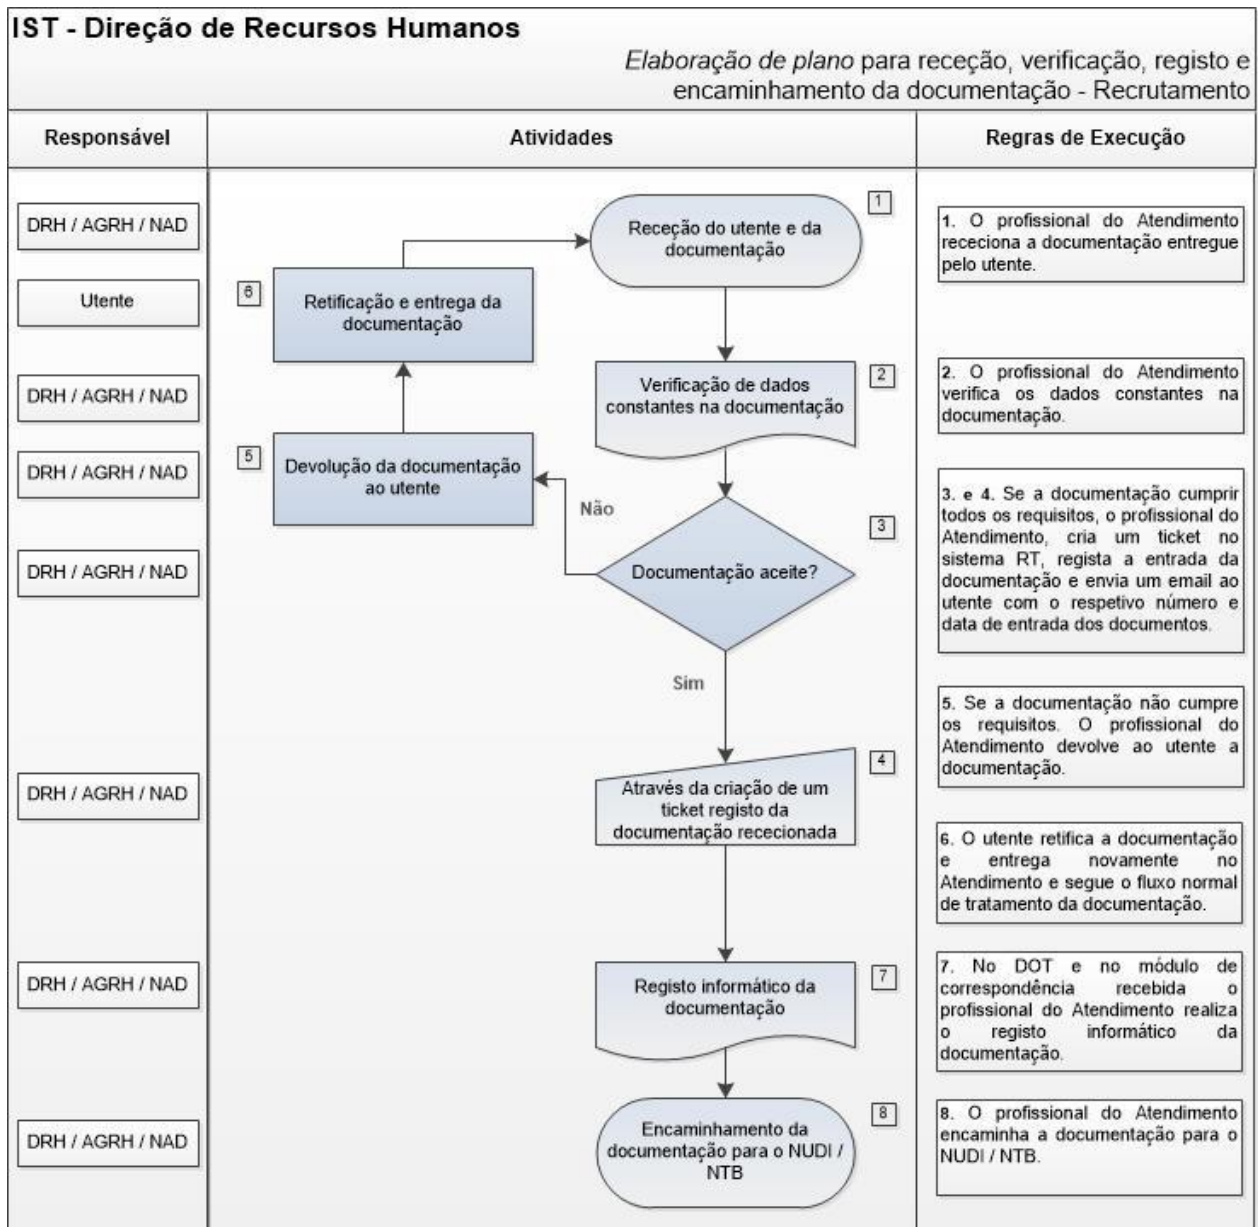 IST - Direção de Recursos Humanos
Elaboração de plano para receção, verificação, registo e
encaminhamento da documentação - Recrutamento
Responsável
Atividades
Regras de Execução
DRH / AGRH / NAD
1
Receção do utente e da
documentação
1. O profissional do Atendimento
receciona a documentação entregue
pelo utente.
Utente
6
Retificação e entrega da
documentação
DRH / AGRH / NAD
2
Verificação de dados
constantes na documentação
2. O profissional do Atendimento
verifica os dados constantes na
documentação.
DRH / AGRH / NAD
5
Devolução da documentação
ao utente
Não
3
Documentação aceite?
DRH / AGRH / NAD
3. e 4. Se a documentação cumprir
todos os requisitos, o profissional do
Atendimento, cria um ticket no
sistema RT, regista a entrada da
documentação e envia um email ao
utente com o respetivo número e
data de entrada dos documentos.
Sim
5. Se a documentação não cumpre
os requisitos. O profissional do
Atendimento devolve ao utente a
documentação.
DRH / AGRH / NAD
4
Através da criação de um
ticket registo da
documentação rececionada
6. O utente retifica a documentação
e entrega novamente no
Atendimento e segue o fluxo normal
de tratamento da documentação.
DRH / AGRH / NAD
7
Registo informático da
documentação
7. No DOT e no módulo de
correspondência recebida o
profissional do Atendimento realiza
o registo informático da
documentação.
DRH / AGRH / NAD
8
Encaminhamento da
documentação para o NUDI /
NTB
8. O profissional do Atendimento
encaminha a documentação para o
NUDI / NTB.